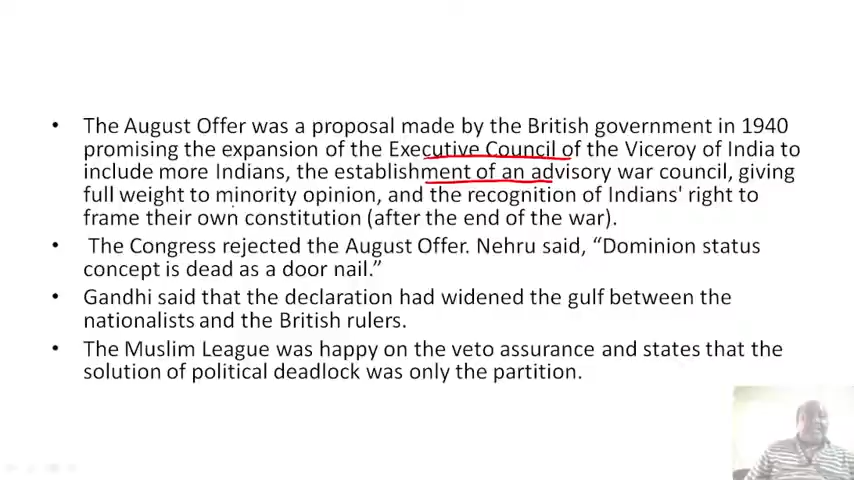 • The August Offer was a proposal made by the British government in 1940
promising the expansion of the Executive Council of the Viceroy of India to
include more Indians, the establishment of an advisory war council, giving
full weight to minority opinion, and the recognition of Indians' right to
frame their own constitution (after the end of the war).
• The Congress rejected the August Offer. Nehru said, “Dominion status
concept is dead as a door nail.”
• Gandhi said that the declaration had widened the gulf between the
nationalists and the British rulers.
• The Muslim League was happy on the veto assurance and states that the
solution of political deadlock was only the partition.